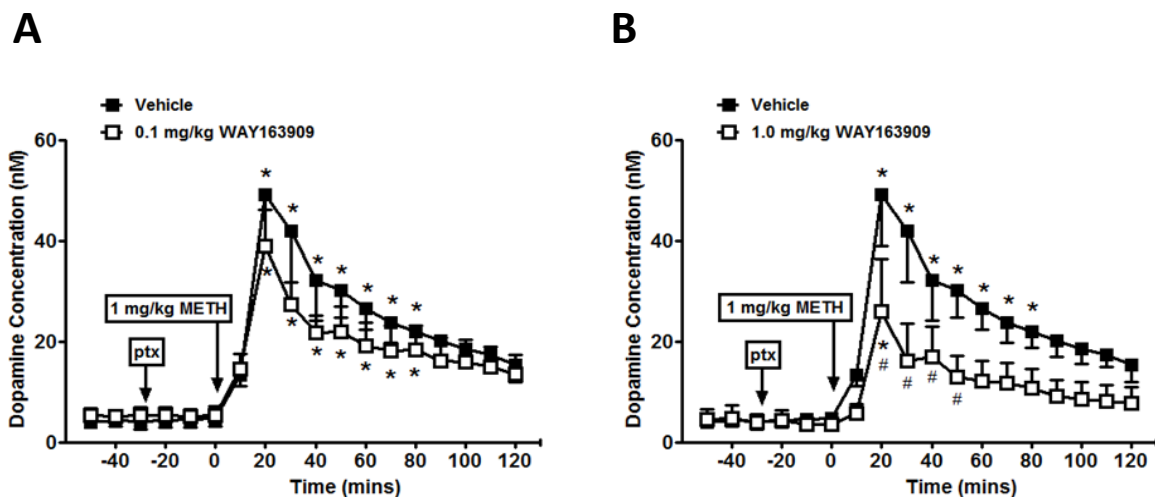 A
Vehicle
0.1 mg/kg WAY163909
60
40
20
0
Dopamine Concentration (nM)
1 mg/kg METH
ptx
* * * * * * *
* * * * * * *
-40 -20 0 20 40 60 80 100 120
Time (mins)
B
Vehicle
1.0 mg/kg WAY163909
60
40
20
0
Dopamine Concentration (nM)
1 mg/kg METH
ptx
* * * * * * *
*
# # # #
-40 -20 0 20 40 60 80 100 120
Time (mins)